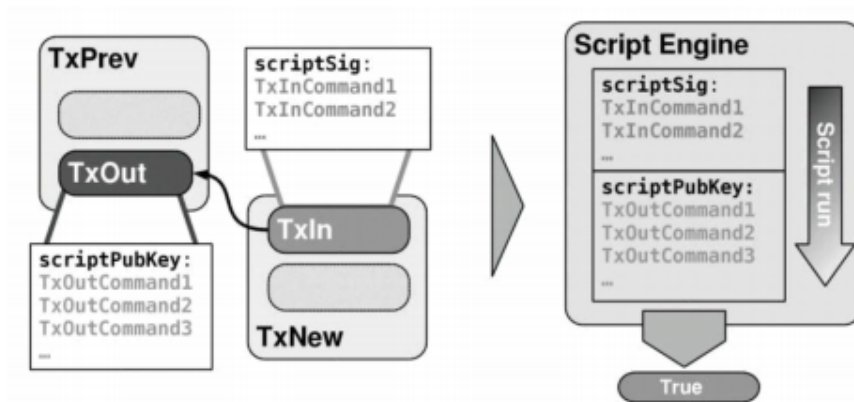 TxPrev
TxOut
scriptPubKey:
TxOutCommand1
TxOutCommand2
TxOutCommand3
…
scriptSig:
TxInCommand1
TxInCommand2
…
TxIn
TxNew
Script Engine
scriptSig:
TxInCommand1
TxInCommand2
…
scriptPubKey:
TxOutCommand1
TxOutCommand2
TxOutCommand3
…
Script run
True